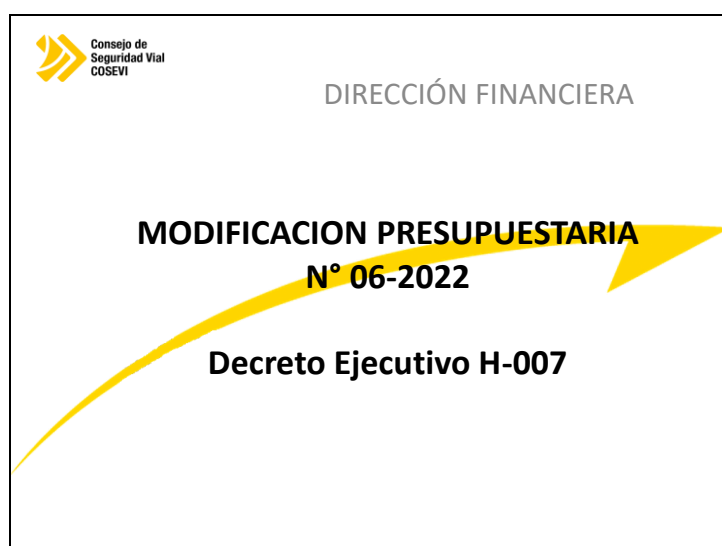 Consejo de
Seguridad Vial
COSEVI
DIRECCIÓN FINANCIERA
MODIFICACION PRESUPUESTARIA
N° 06-2022
Decreto Ejecutivo H-007